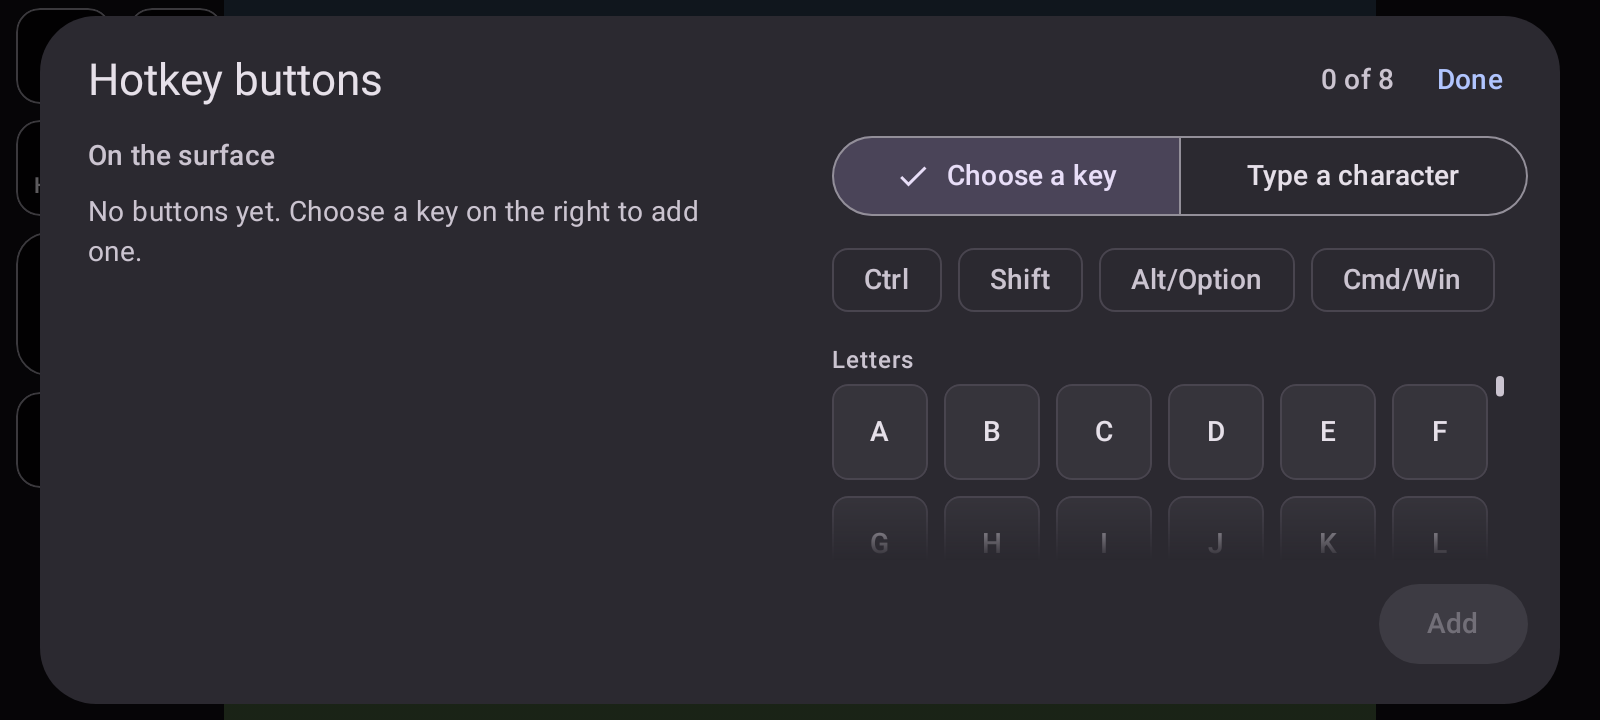 Hotkey buttons
0 of 8
Done
On the surface
No buttons yet. Choose a key on the right to add
one.
Choose a key
Type a character
Ctrl
Shift
Alt/Option
Cmd/Win
Letters
A
B
C
D
E
F
G
H
I
J
K
L
Add